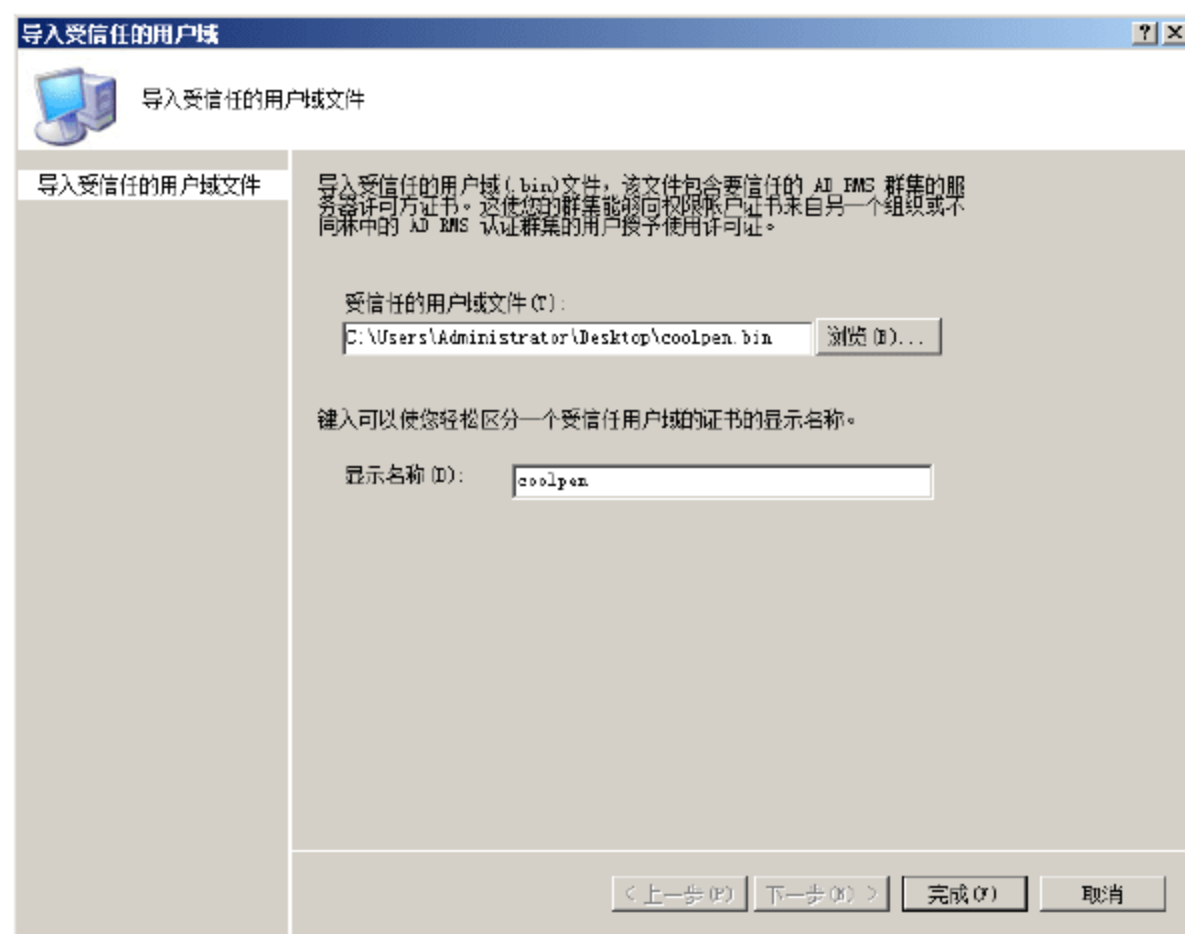 导入受信任的用户域
导入受信任的用户域文件
导入受信任的用户域文件
导入受信任的用户域(.bin)文件，该文件包含要信任的 AD RMS 群集的服
务器许可方证书。这使您的群集能够向权限帐户证书来自另一个组织或不
同林中的 AD RMS 认证群集的用户授予使用许可证。
受信任的用户域文件(T):
C:\Users\Administrator\Desktop\coolpen.bin
浏览(B)...
键入可以使您轻松区分一个受信任用户域的证书的显示名称。
显示名称(D):
coolpen
< 上一步(P)
下一步(N) >
完成(F)
取消